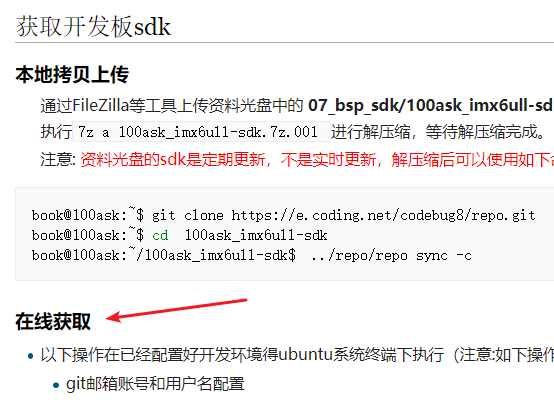 获取开发板sdk
本地拷贝上传
通过FileZilla等工具上传资料光盘中的 07_bsp_sdk/100ask_imx6ull-sd
执行 7z a 100ask_imx6ull-sdk.7z.001 进行解压缩，等待解压缩完成。
注意: 资料光盘的sdk是定期更新，不是实时更新，解压缩后可以使用如下
book@100ask:~$ git clone https://e.coding.net/codebug8/repo.git
book@100ask:~$ cd  100ask_imx6ull-sdk
book@100ask:~/100ask_imx6ull-sdk$  ../repo/repo sync -c
在线获取
• 以下操作在已经配置好开发环境得ubuntu系统终端下执行（注意:如下操作
• git邮箱账号和用户名配置